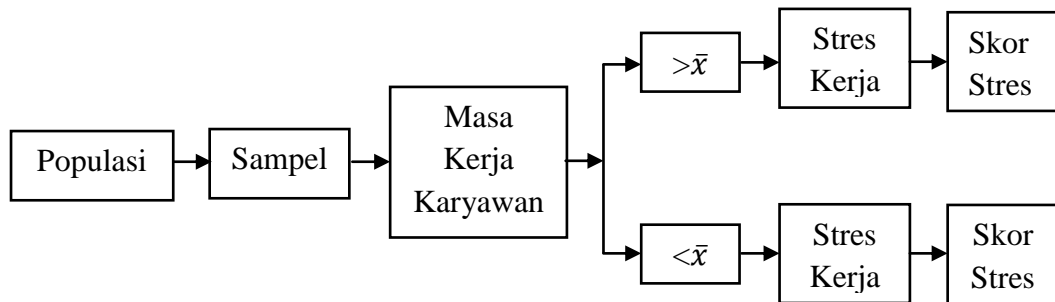 Populasi
Sampel
Masa
Kerja
Karyawan
>x̄
Stres
Kerja
Skor
Stres
<x̄
Stres
Kerja
Skor
Stres